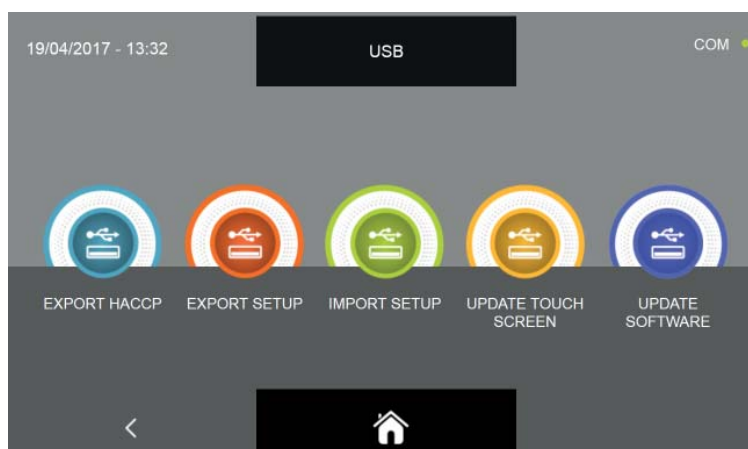 19/04/2017 - 13:32
USB
COM
EXPORT HACCP
EXPORT SETUP
IMPORT SETUP
UPDATE TOUCH
SCREEN
UPDATE
SOFTWARE